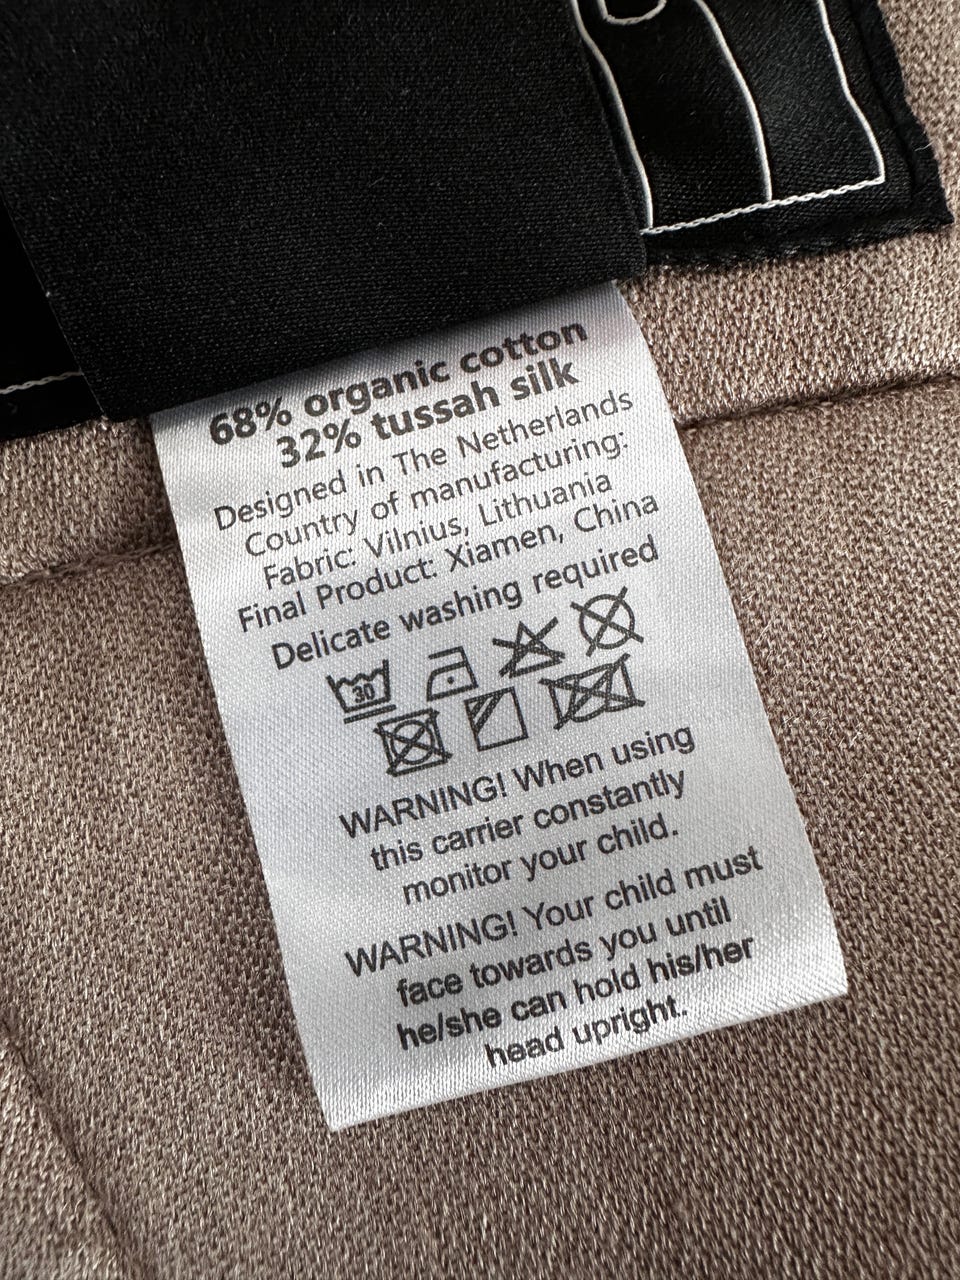 68% organic cotton
32% tussah silk
Designed in The Netherlands
Country of manufacturing:
Fabric: Vilnius, Lithuania
Final Product: Xiamen, China
Delicate washing required
30
WARNING! When using
this carrier constantly
monitor your child.
WARNING! Your child must
face towards you until
he/she can hold his/her
head upright.